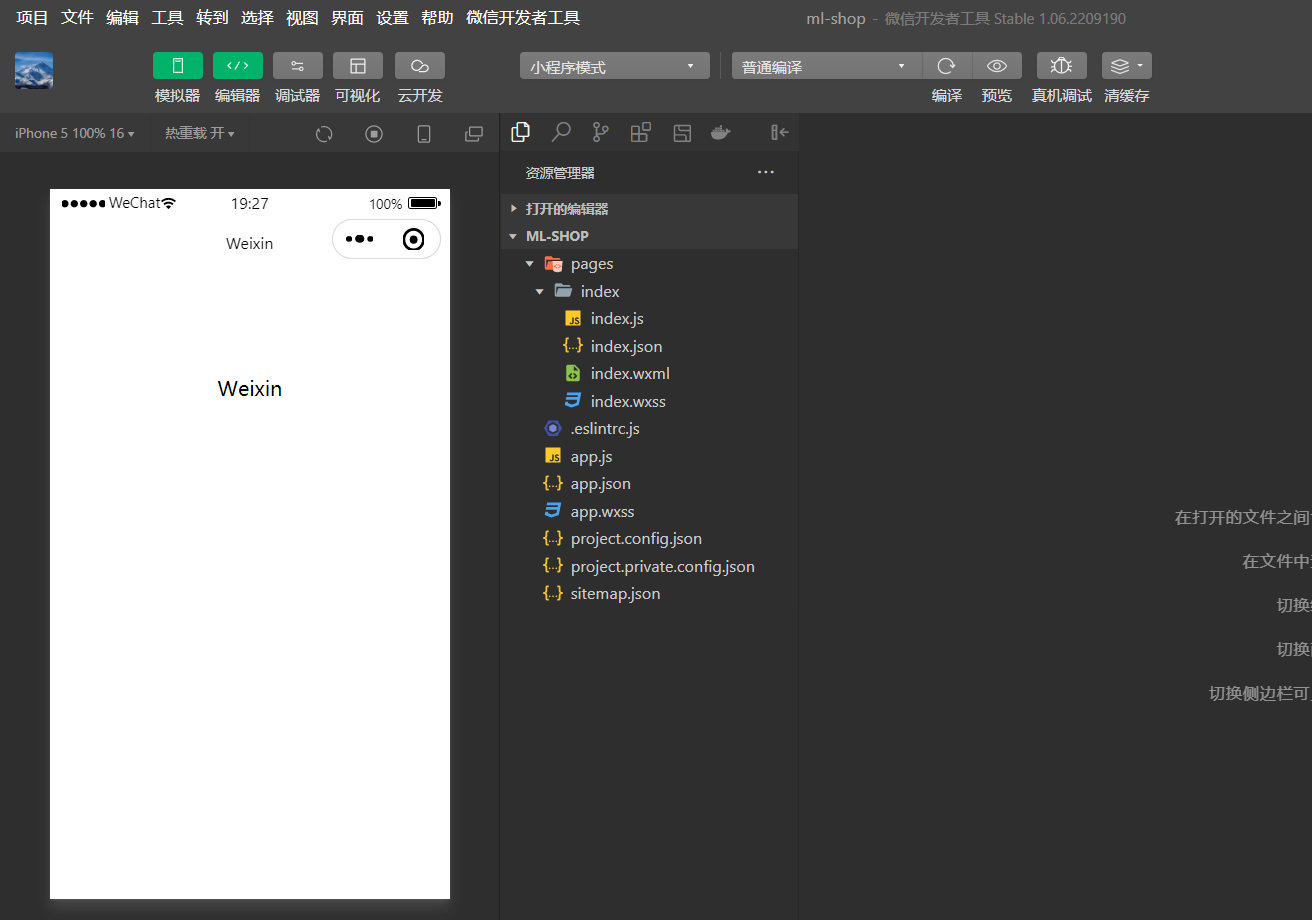 项目 文件 编辑 工具 转到 选择 视图 界面 设置 帮助 微信开发者工具 ml-shop - 微信开发者工具 Stable 1.06.2209190
小程序模式 普通编译
模拟器 编辑器 调试器 可视化 云开发 编译 预览 真机调试 清缓存
iPhone 5 100% 16 热重载 开
资源管理器
WeChat 19:27 100%
Weixin
Weixin
打开的编辑器
ML-SHOP
pages
index
index.js
index.json
index.wxml
index.wxss
.eslintrc.js
app.js
app.json
app.wxss
project.config.json
project.private.config.json
sitemap.json
在打开的文件之间
在文件中
切换
切换
切换侧边栏可